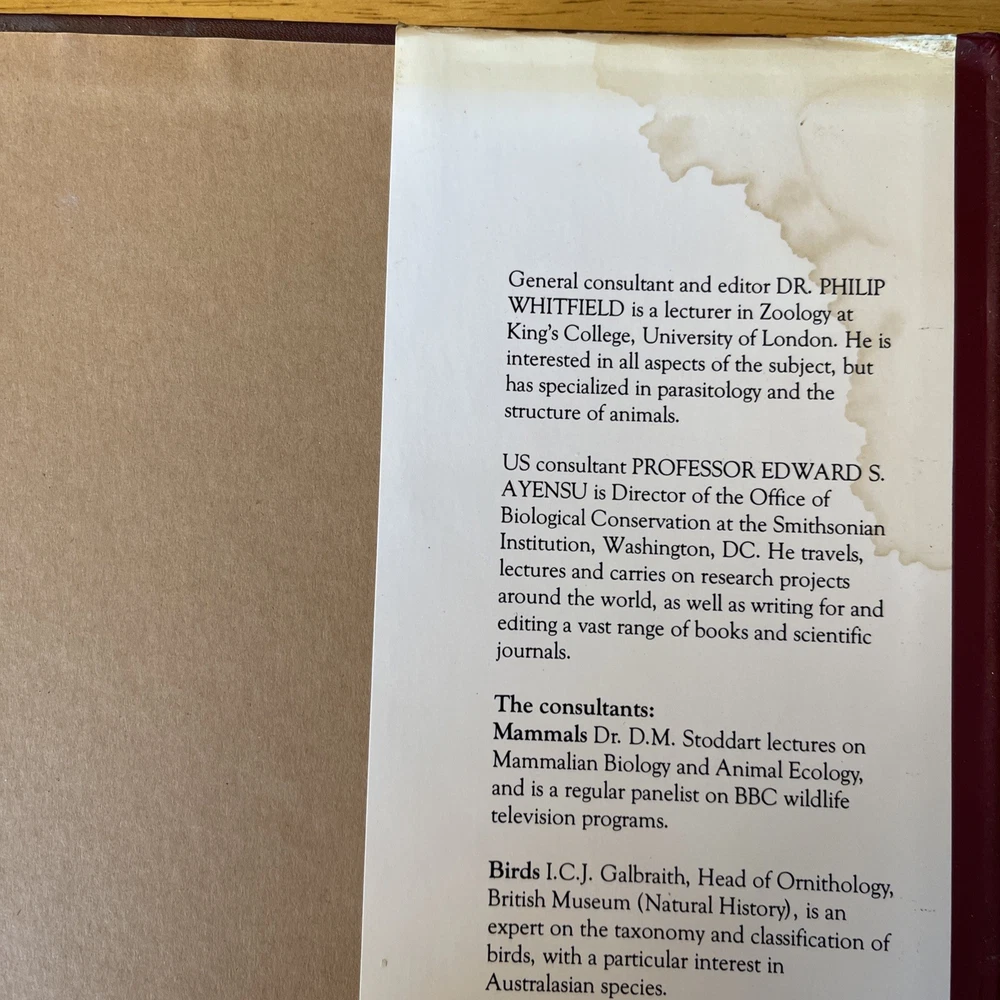 General consultant and editor DR. PHILIP
WHITFIELD is a lecturer in Zoology at
King's College, University of London. He is
interested in all aspects of the subject, but
has specialized in parasitology and the
structure of animals.
US consultant PROFESSOR EDWARD S.
AYENSU is Director of the Office of
Biological Conservation at the Smithsonian
Institution, Washington, DC. He travels,
lectures and carries on research projects
around the world, as well as writing for and
editing a vast range of books and scientific
journals.
The consultants:
Mammals Dr. D.M. Stoddart lectures on
Mammalian Biology and Animal Ecology,
and is a regular panelist on BBC wildlife
television programs.
Birds I.C.J. Galbraith, Head of Ornithology,
British Museum (Natural History), is an
expert on the taxonomy and classification of
birds, with a particular interest in
Australasian species.